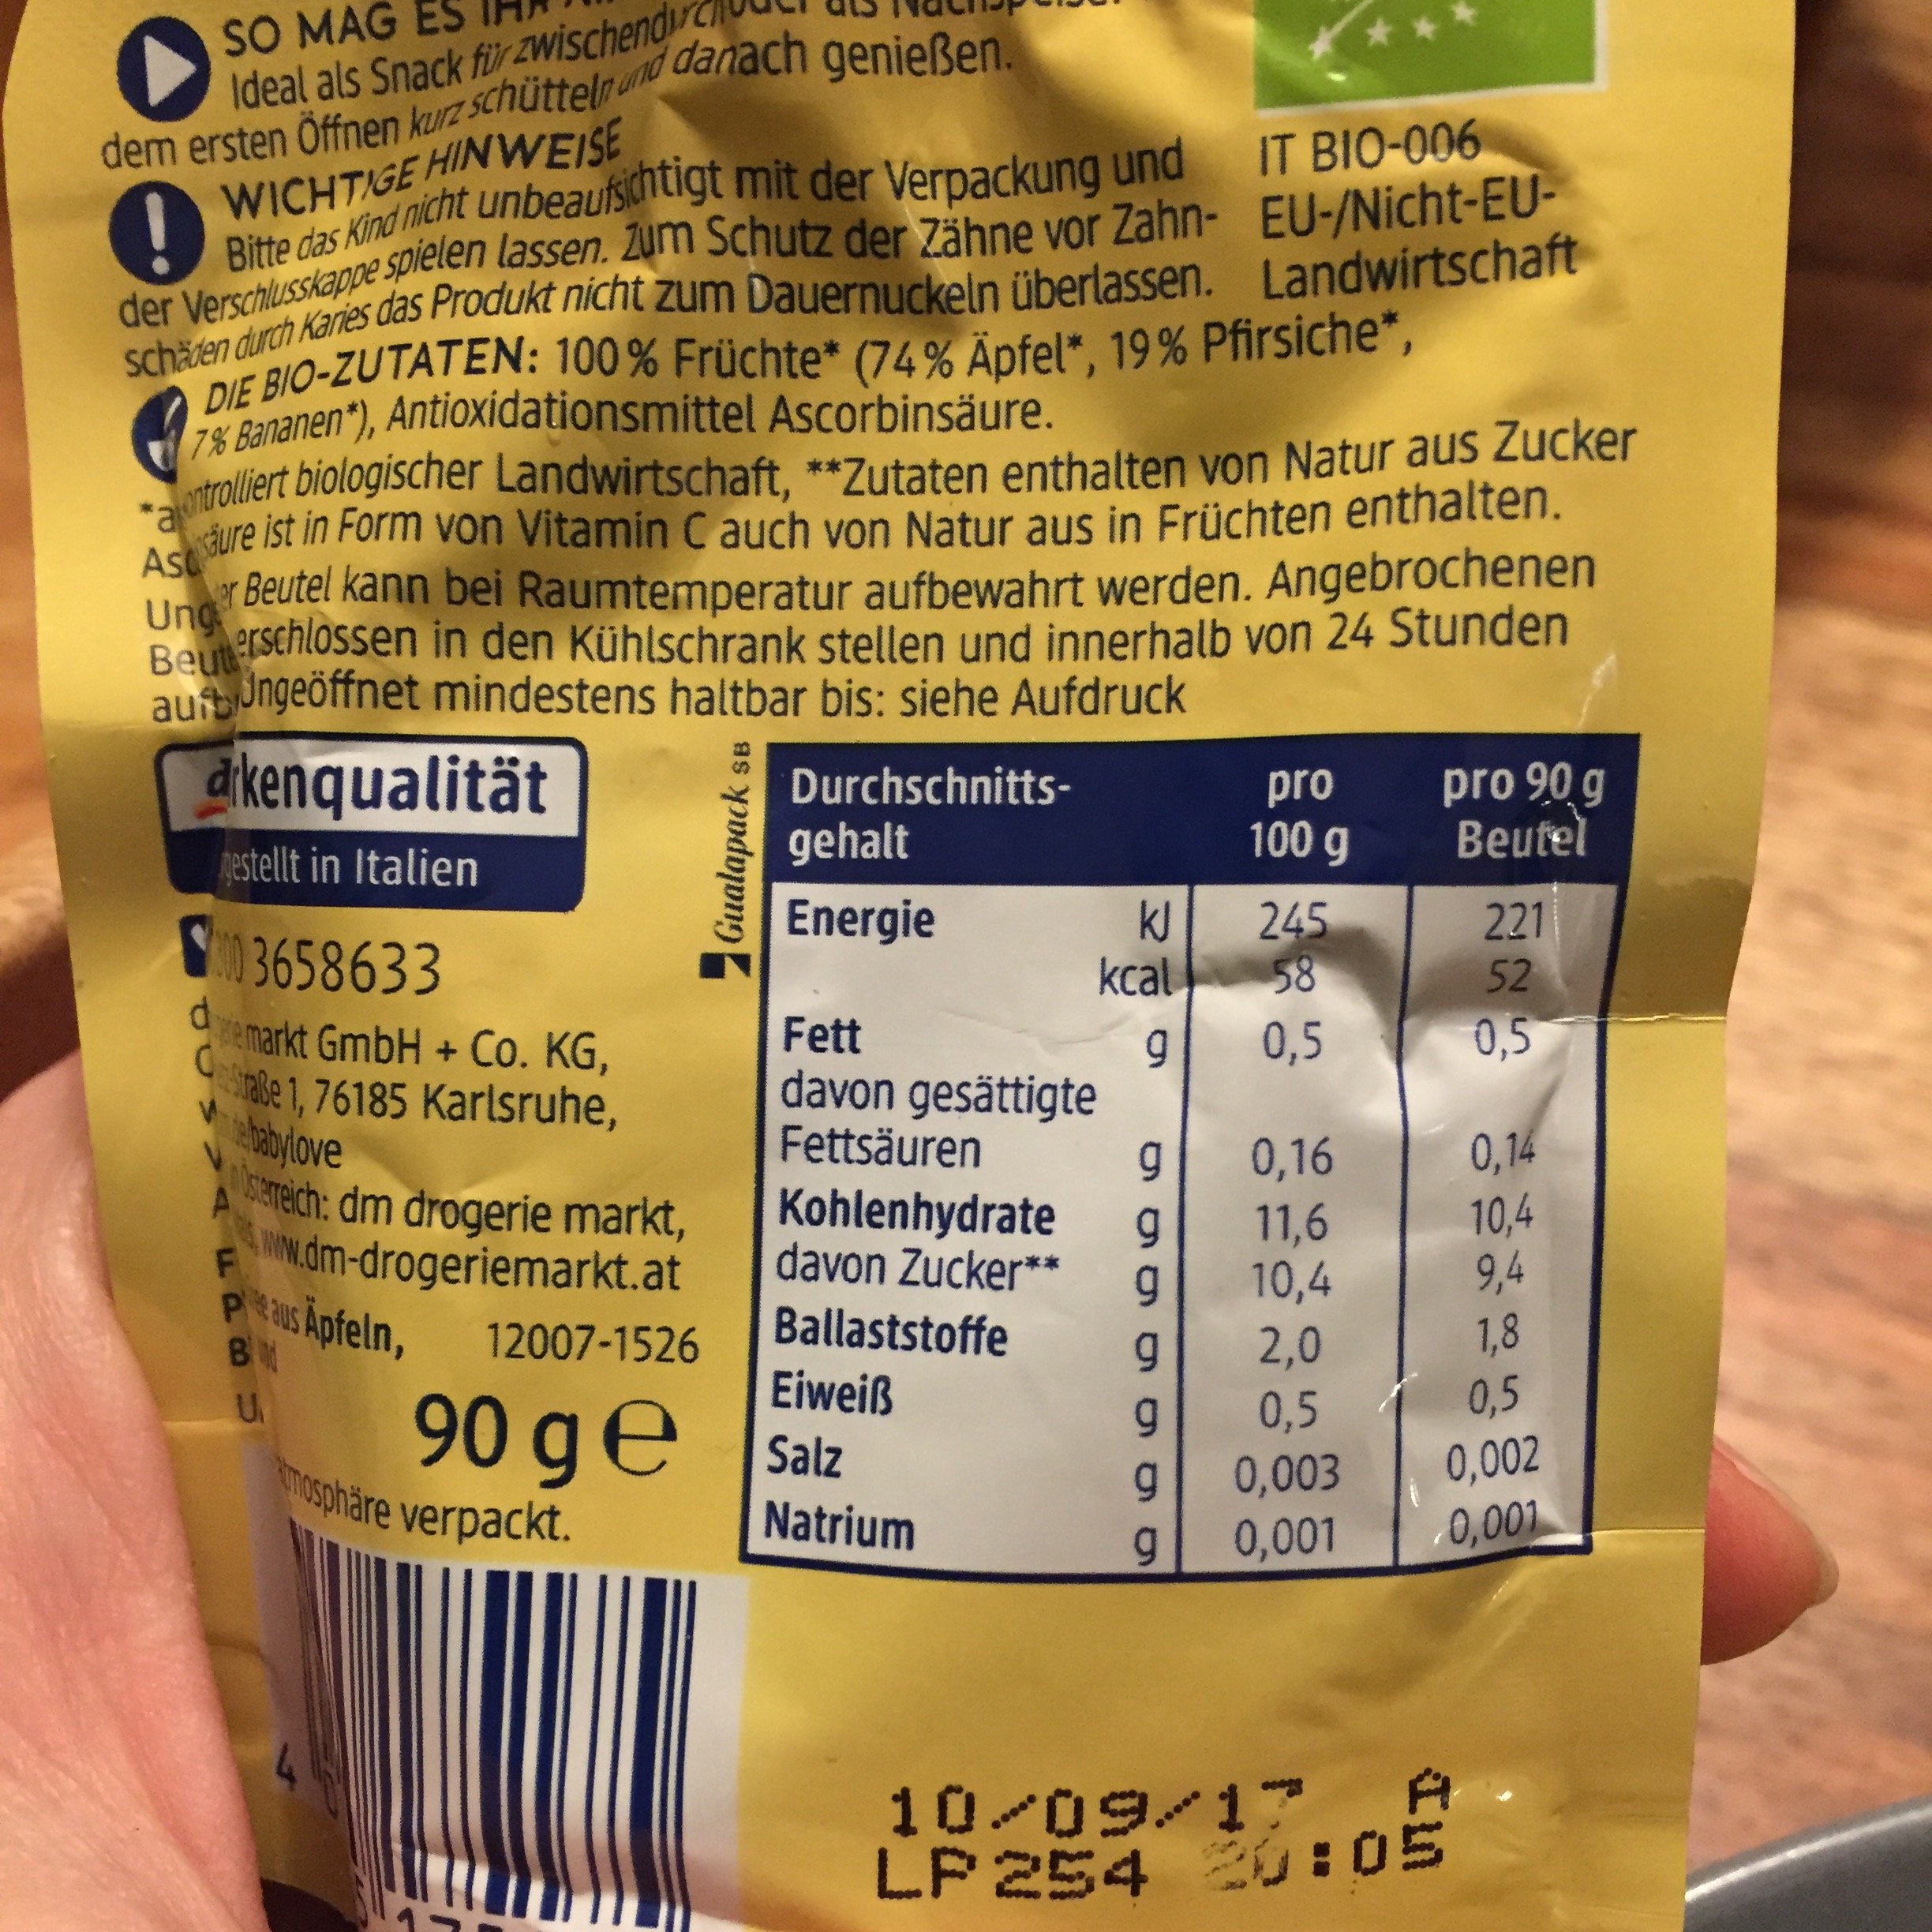 SO MAG ES
Ideal als Snack für zwischendurch oder als
dem ersten Öffnen kurz schütteln und danach genießen.
WICHTIGE HINWEISE
Bitte das Kind nicht unbeaufsichtigt mit der Verpackung und
der Verschlusskappe spielen lassen. Zum Schutz der Zähne vor Zahn-
schäden durch Karies das Produkt nicht zum Dauernuckeln überlassen.
IT BIO-006
EU-/Nicht-EU-
Landwirtschaft
DIE BIO-ZUTATEN: 100% Früchte* (74% Äpfel*, 19% Pfirsiche*,
7% Bananen*), Antioxidationsmittel Ascorbinsäure.
biologischer Landwirtschaft, **Zutaten enthalten von Natur aus Zucker
ist in Form von Vitamin C auch von Natur aus in Früchten enthalten.
Beutel kann bei Raumtemperatur aufbewahrt werden. Angebrochenen
in den Kühlschrank stellen und innerhalb von 24 Stunden
Ungeöffnet mindestens haltbar bis: siehe Aufdruck
kenqualität
gestellt in Italien
3658633
markt GmbH + Co. KG,
Straße 1, 76185 Karlsruhe,
babylove
Österreich: dm drogerie markt,
www.dm-drogeriemarkt.at
aus Äpfeln,
12007-1526
90 g e
verpackt.
Gualapack SB
Durchschnitts-
gehalt pro 100 g pro 90 g Beutel
Energie kJ 245 221
kcal 58 52
Fett g 0,5 0,5
davon gesättigte
Fettsäuren g 0,16 0,14
Kohlenhydrate g 11,6 10,4
davon Zucker** g 10,4 9,4
Ballaststoffe g 2,0 1,8
Eiweiß g 0,5 0,5
Salz g 0,003 0,002
Natrium g 0,001 0,001
10/09/17 A
LP254 20:05